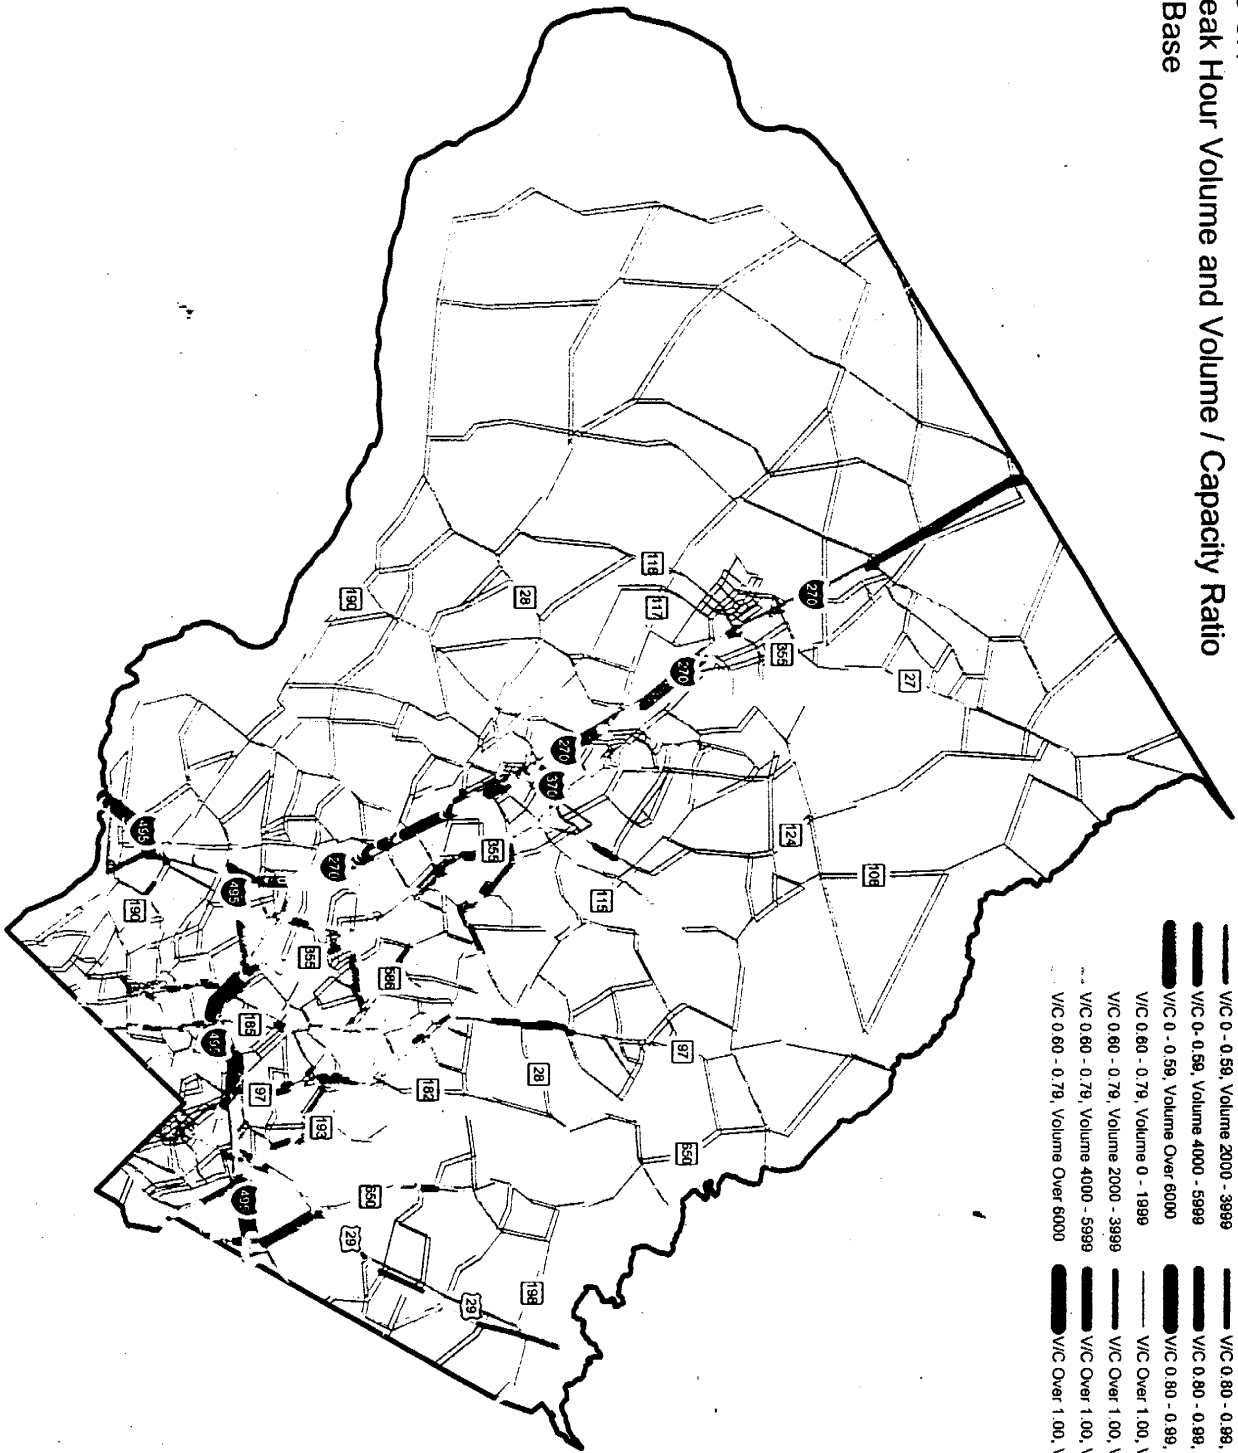 eak Hour Volume and Volume / Capacity Ratio
Base
V/C 0 - 0.59, Volume 2000 - 3999
V/C 0 - 0.59, Volume 4000 - 5999
V/C 0 - 0.59, Volume Over 6000
V/C 0.60 - 0.79, Volume 0 - 1999
V/C 0.60 - 0.79, Volume 2000 - 3999
V/C 0.60 - 0.79, Volume 4000 - 5999
V/C 0.60 - 0.79, Volume Over 6000
V/C 0.80 - 0.99,
V/C 0.80 - 0.99,
V/C 0.80 - 0.99,
V/C Over 1.00, V
V/C Over 1.00, V
V/C Over 1.00, V
V/C Over 1.00, V
270
118
117
28
190
355
27
270
270
370
124
108
355
115
270
495
495
190
355
586
185
97
28
495
97
182
193
650
495
650
29
29
198